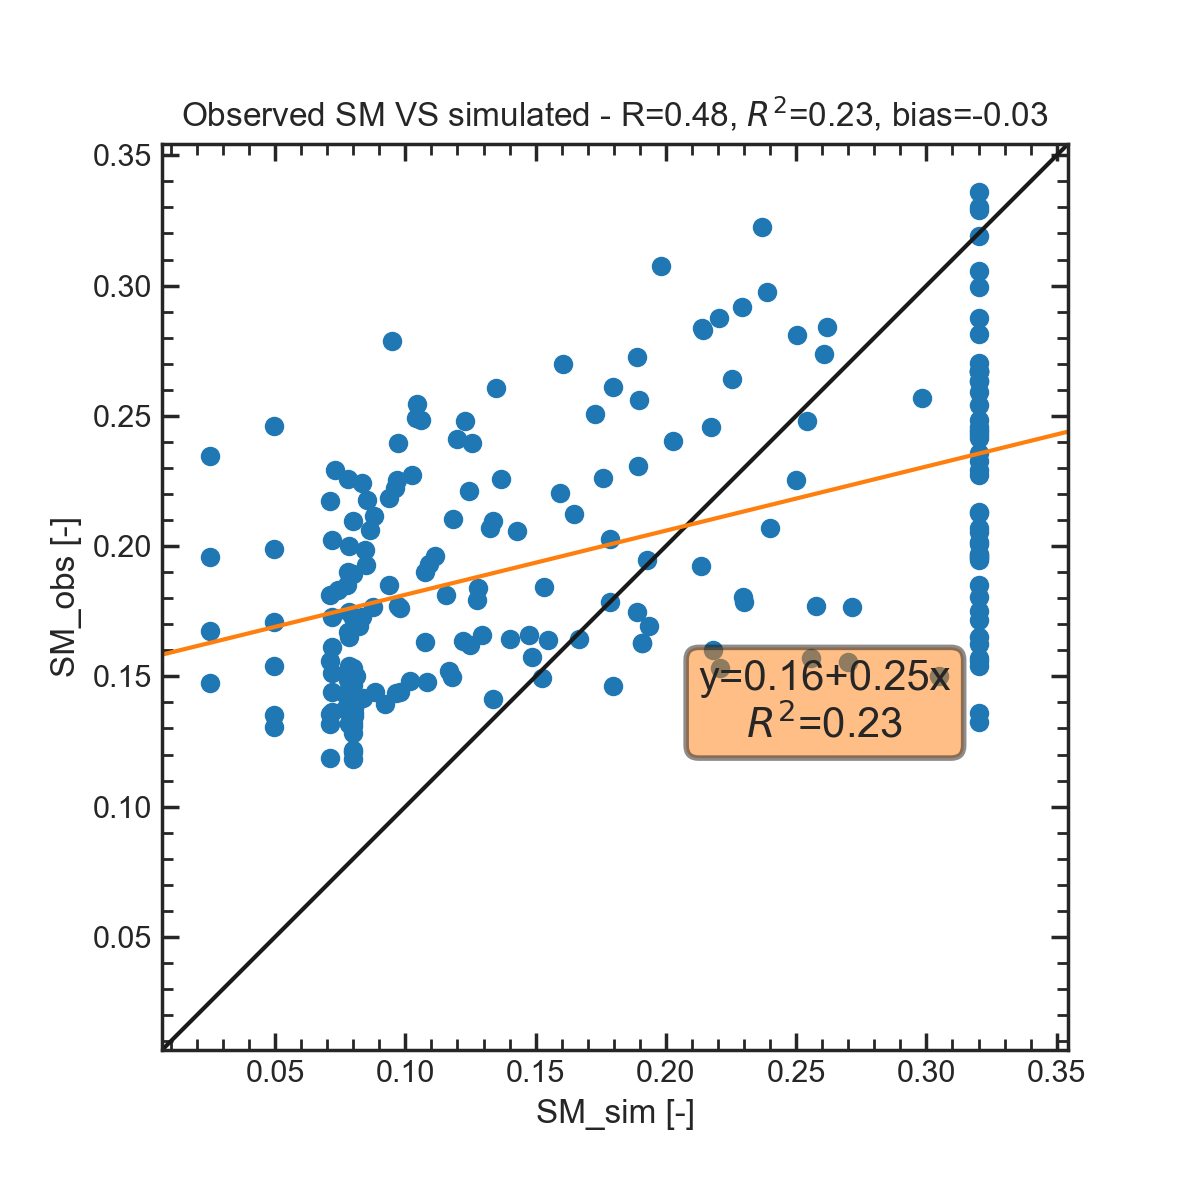 Observed SM VS simulated - R=0.48, R²=0.23, bias=-0.03
0.35
0.30
0.25
0.20
0.15
0.10
0.05
SM_obs [-]
y=0.16+0.25x
R²=0.23
0.05 0.10 0.15 0.20 0.25 0.30 0.35
SM_sim [-]